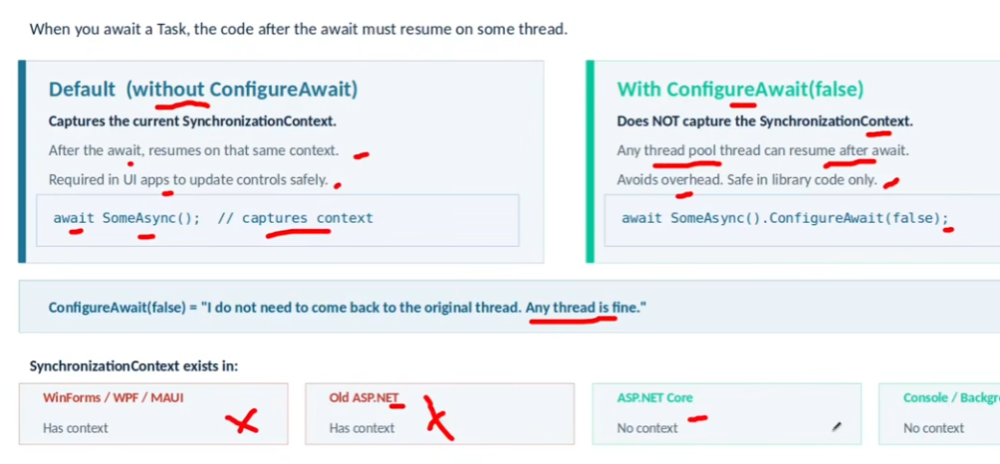 When you await a Task, the code after the await must resume on some thread.
Default (without ConfigureAwait)
Captures the current SynchronizationContext.
After the await, resumes on that same context.
Required in UI apps to update controls safely.
await SomeAsync(); // captures context
With ConfigureAwait(false)
Does NOT capture the SynchronizationContext.
Any thread pool thread can resume after await.
Avoids overhead. Safe in library code only.
await SomeAsync().ConfigureAwait(false);
ConfigureAwait(false) = "I do not need to come back to the original thread. Any thread is fine."
SynchronizationContext exists in:
WinForms / WPF / MAUI
Has context
Old ASP.NET
Has context
ASP.NET Core
No context
Console /
No context